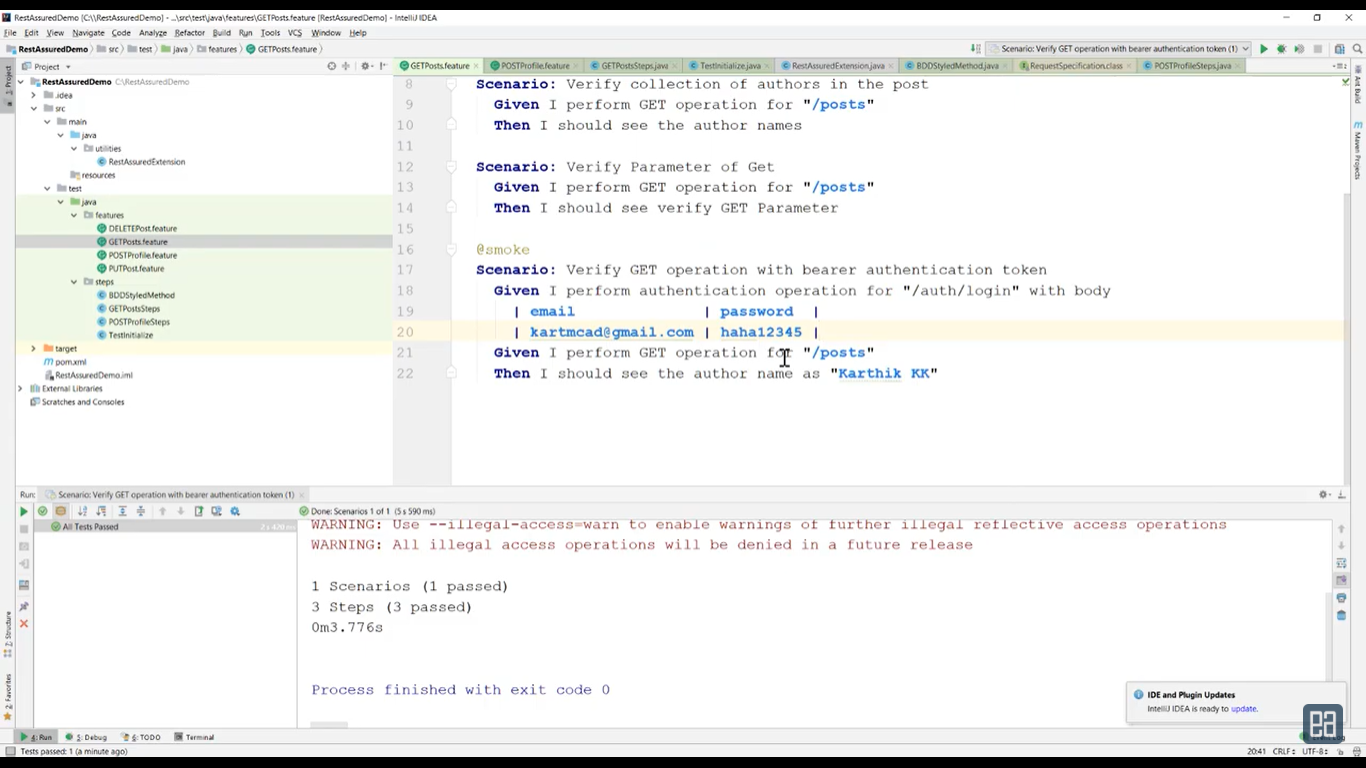 RestAssuredDemo [C:\\RestAssuredDemo] - ...\src\test\java\features\GETPosts.feature [RestAssuredDemo] - IntelliJ IDEA
File Edit View Navigate Code Analyze Refactor Build Run Tools VCS Window Help
RestAssuredDemo src test java features GETPosts.feature
Scenario: Verify GET operation with bearer authentication token (1)
Project
GETPosts.feature POSTProfile.feature GETPostsSteps.java TestInitialize.java RestAssuredExtension.java BDDStyledMethod.java RequestSpecification.class POSTProfileSteps.java
1: Project
RestAssuredDemo C:\RestAssuredDemo
.idea
src
main
java
utilities
RestAssuredExtension
resources
test
java
features
DELETEPost.feature
GETPosts.feature
POSTProfile.feature
PUTPost.feature
steps
BDDStyledMethod
GETPostsSteps
POSTProfileSteps
TestInitialize
target
pom.xml
RestAssuredDemo.iml
External Libraries
Scratches and Consoles
8 Scenario: Verify collection of authors in the post
9 Given I perform GET operation for "/posts"
10 Then I should see the author names
11
12 Scenario: Verify Parameter of Get
13 Given I perform GET operation for "/posts"
14 Then I should see verify GET Parameter
15
16 @smoke
17 Scenario: Verify GET operation with bearer authentication token
18 Given I perform authentication operation for "/auth/login" with body
19 | email | password |
20 | kartmcad@gmail.com | haha12345 |
21 Given I perform GET operation for "/posts"
22 Then I should see the author name as "Karthik KK"
Ant Build
Maven Projects
Run: Scenario: Verify GET operation with bearer authentication token (1)
Done: Scenarios 1 of 1 (5 s 590 ms)
All Tests Passed 2 s 420 ms
WARNING: Use --illegal-access=warn to enable warnings of further illegal reflective access operations
WARNING: All illegal access operations will be denied in a future release
1 Scenarios (1 passed)
3 Steps (3 passed)
0m3.776s
Process finished with exit code 0
7: Structure
2: Favorites
IDE and Plugin Updates
IntelliJ IDEA is ready to update.
4: Run 5: Debug 6: TODO Terminal
Tests passed: 1 (a minute ago)
20:41 CRLF: UTF-8: